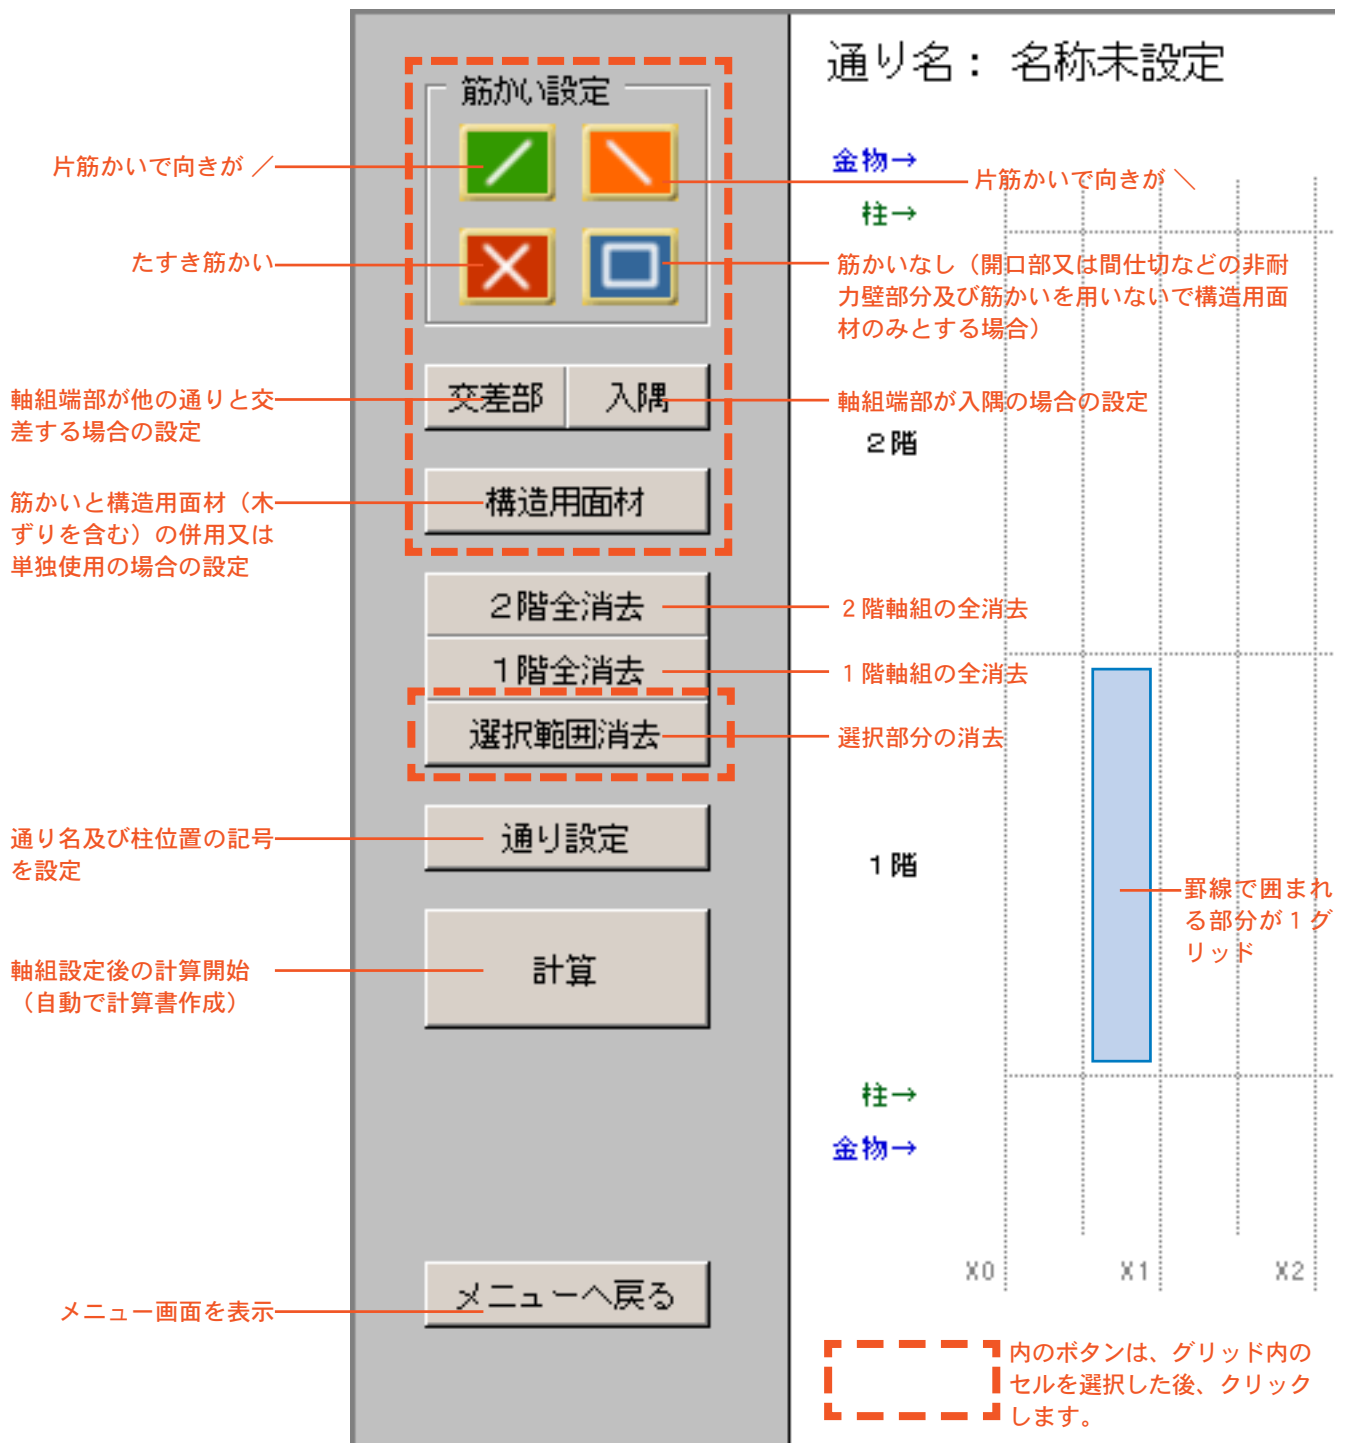 通り名： 名称未設定
筋かい設定
片筋かいで向きが ／
金物→
片筋かいで向きが ＼
柱→
たすき筋かい
筋かいなし（開口部又は間仕切などの非耐
力壁部分及び筋かいを用いないで構造用面
材のみとする場合）
交差部
入隅
軸組端部が他の通りと交
差する場合の設定
軸組端部が入隅の場合の設定
２階
構造用面材
筋かいと構造用面材（木
ずりを含む）の併用又は
単独使用の場合の設定
２階全消去
２階軸組の全消去
１階全消去
１階軸組の全消去
選択範囲消去
選択部分の消去
通り設定
通り名及び柱位置の記号
を設定
１階
罫線で囲まれ
る部分が１グ
リッド
計算
軸組設定後の計算開始
（自動で計算書作成）
柱→
金物→
X0
X1
X2
メニューへ戻る
メニュー画面を表示
内のボタンは、グリッド内の
セルを選択した後、クリック
します。